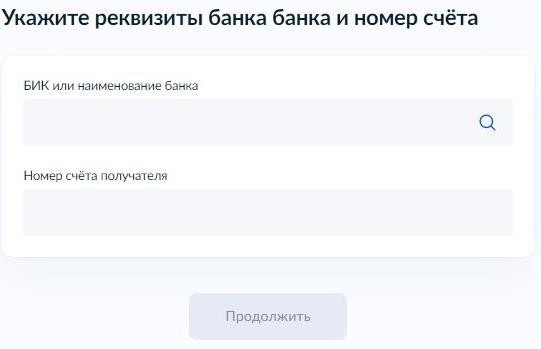 Укажите реквизиты банка банка и номер счёта
БИК или наименование банка
Номер счёта получателя
Продолжить